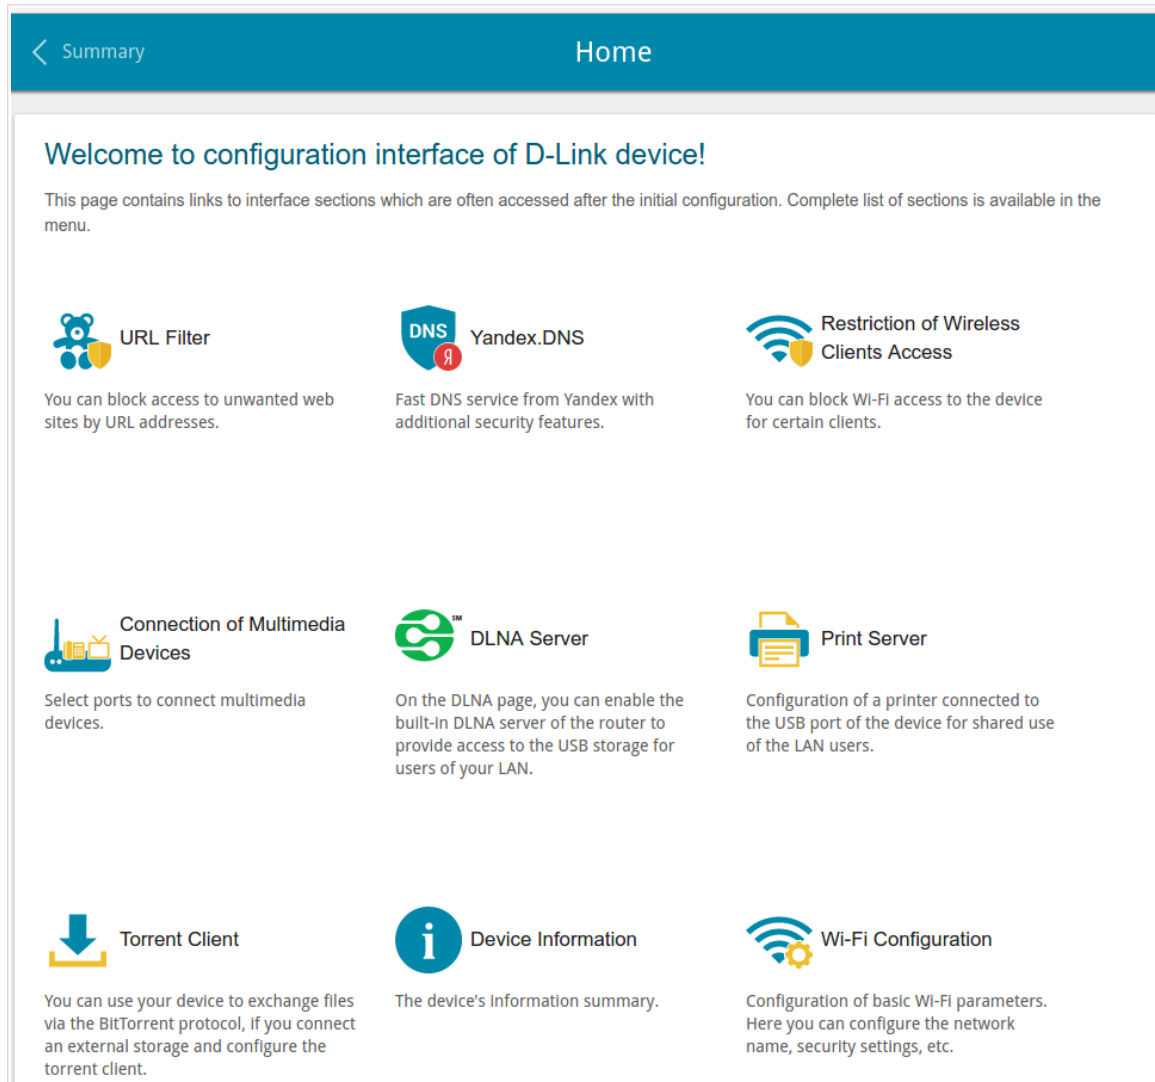 Summary
Home
Welcome to configuration interface of D-Link device!
This page contains links to interface sections which are often accessed after the initial configuration. Complete list of sections is available in the
menu.
URL Filter
You can block access to unwanted web
sites by URL addresses.
DNS
Я
Yandex.DNS
Fast DNS service from Yandex with
additional security features.
Restriction of Wireless
Clients Access
You can block Wi-Fi access to the device
for certain clients.
Connection of Multimedia
Devices
Select ports to connect multimedia
devices.
SM
DLNA Server
On the DLNA page, you can enable the
built-in DLNA server of the router to
provide access to the USB storage for
users of your LAN.
Print Server
Configuration of a printer connected to
the USB port of the device for shared use
of the LAN users.
Torrent Client
You can use your device to exchange files
via the BitTorrent protocol, if you connect
an external storage and configure the
torrent client.
i
Device Information
The device's information summary.
Wi-Fi Configuration
Configuration of basic Wi-Fi parameters.
Here you can configure the network
name, security settings, etc.